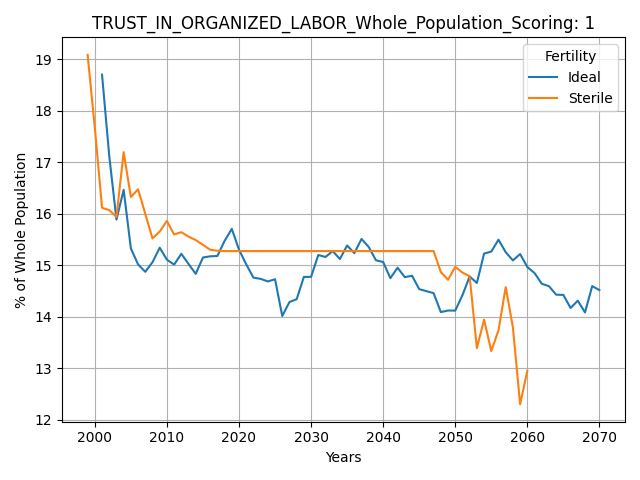 TRUST_IN_ORGANIZED_LABOR_Whole_Population_Scoring: 1
Fertility
Ideal
Sterile
% of Whole Population
19
18
17
16
15
14
13
12
2000 2010 2020 2030 2040 2050 2060 2070
Years